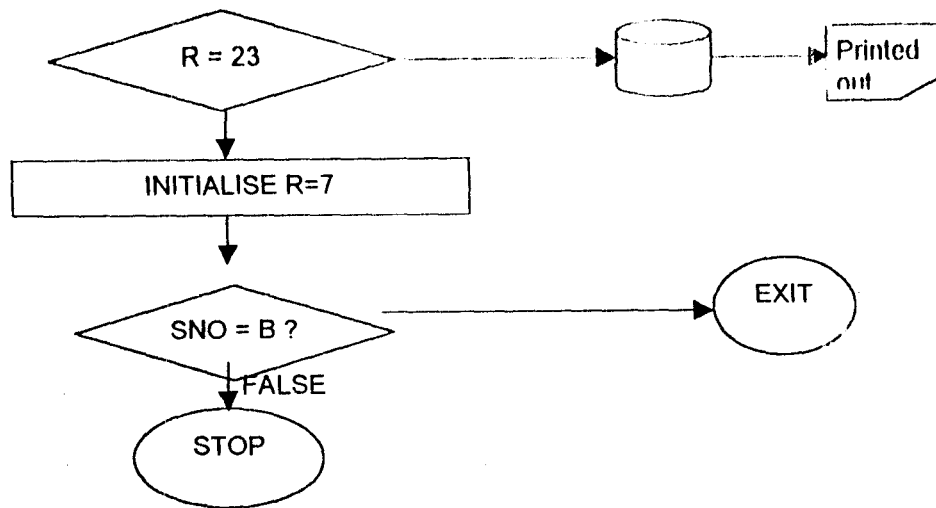 R = 23
Printed
out
INITIALISE R=7
SNO = B ?
EXIT
FALSE
STOP